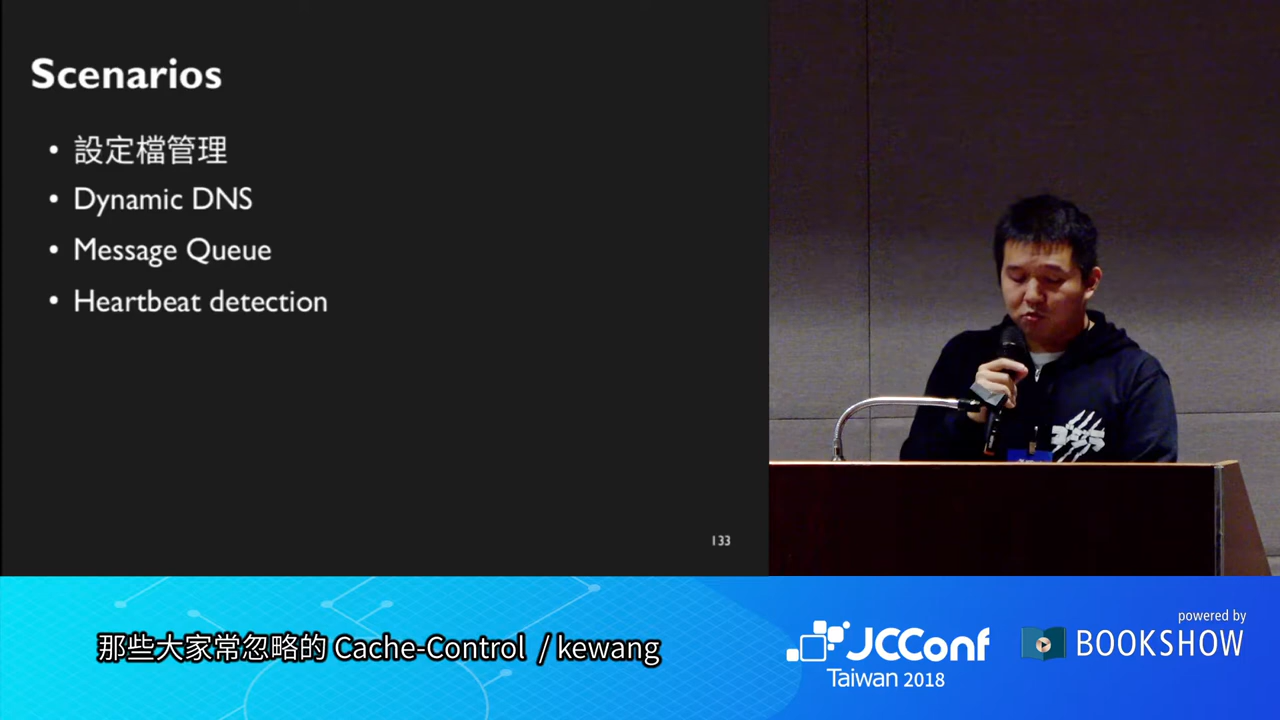 Scenarios
• 設定檔管理
• Dynamic DNS
• Message Queue
• Heartbeat detection
133
那些大家常忽略的 Cache-Control / kewang
JCConf
Taiwan 2018
powered by
BOOKSHOW